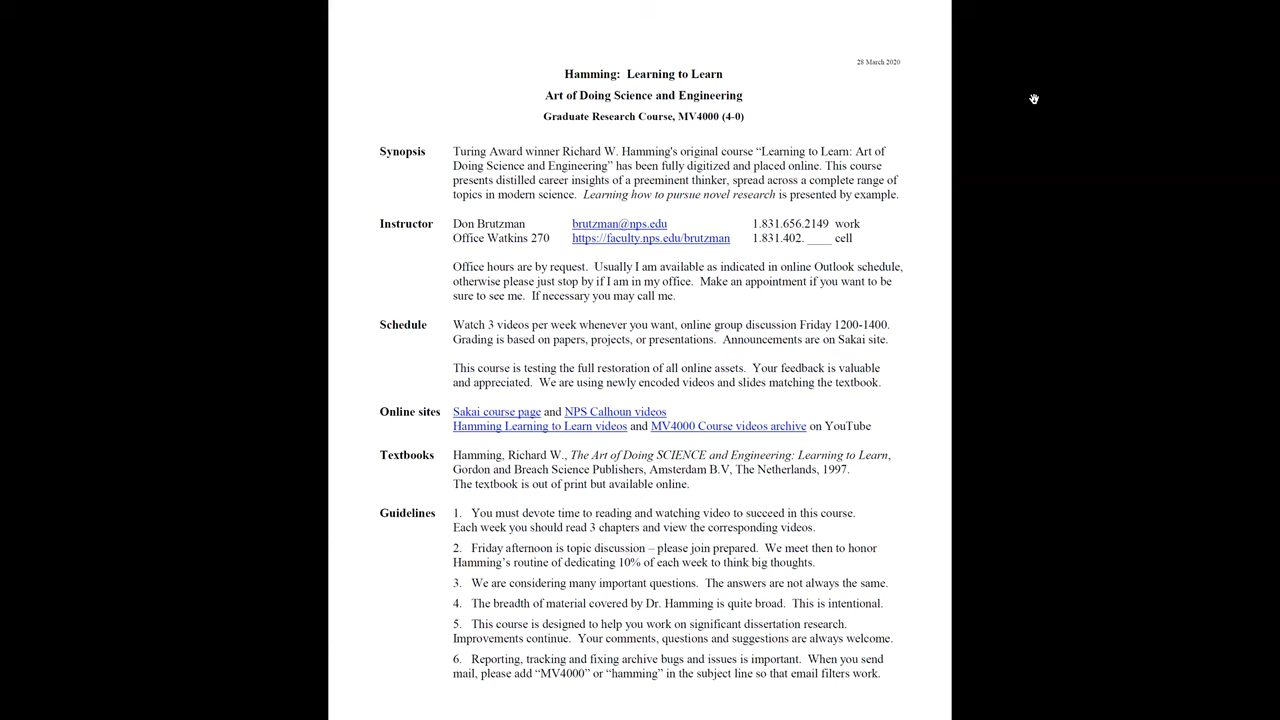 28 March 2020
Hamming: Learning to Learn
Art of Doing Science and Engineering
Graduate Research Course, MV4000 (4-0)
Synopsis Turing Award winner Richard W. Hamming's original course “Learning to Learn: Art of
Doing Science and Engineering” has been fully digitized and placed online. This course
presents distilled career insights of a preeminent thinker, spread across a complete range of
topics in modern science. Learning how to pursue novel research is presented by example.
Instructor Don Brutzman brutzman@nps.edu 1.831.656.2149 work
Office Watkins 270 https://faculty.nps.edu/brutzman 1.831.402. ____ cell
Office hours are by request. Usually I am available as indicated in online Outlook schedule,
otherwise please just stop by if I am in my office. Make an appointment if you want to be
sure to see me. If necessary you may call me.
Schedule Watch 3 videos per week whenever you want, online group discussion Friday 1200-1400.
Grading is based on papers, projects, or presentations. Announcements are on Sakai site.
This course is testing the full restoration of all online assets. Your feedback is valuable
and appreciated. We are using newly encoded videos and slides matching the textbook.
Online sites Sakai course page and NPS Calhoun videos
Hamming Learning to Learn videos and MV4000 Course videos archive on YouTube
Textbooks Hamming, Richard W., The Art of Doing SCIENCE and Engineering: Learning to Learn,
Gordon and Breach Science Publishers, Amsterdam B.V, The Netherlands, 1997.
The textbook is out of print but available online.
Guidelines 1. You must devote time to reading and watching video to succeed in this course.
Each week you should read 3 chapters and view the corresponding videos.
2. Friday afternoon is topic discussion – please join prepared. We meet then to honor
Hamming’s routine of dedicating 10% of each week to think big thoughts.
3. We are considering many important questions. The answers are not always the same.
4. The breadth of material covered by Dr. Hamming is quite broad. This is intentional.
5. This course is designed to help you work on significant dissertation research.
Improvements continue. Your comments, questions and suggestions are always welcome.
6. Reporting, tracking and fixing archive bugs and issues is important. When you send
mail, please add “MV4000” or “hamming” in the subject line so that email filters work.